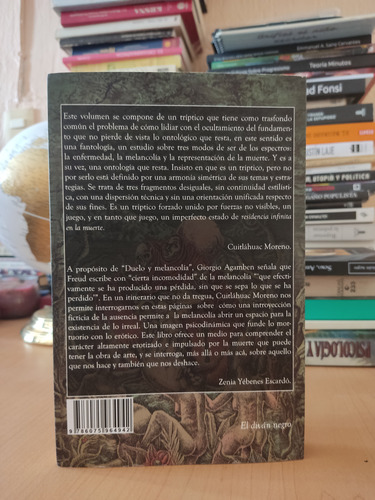 Este volumen se compone de un tríptico que tiene como trasfondo
común el problema de cómo lidiar con el ocultamiento del fundamen-
to que no pierde de vista lo ontológico que resta, en este sentido es
una fantología, un estudio sobre tres modos de ser de los espectros:
la enfermedad, la melancolía y la representación de la muerte. Y es a
su vez, una ontología que resta. Insisto en que es un tríptico, pero no
por serlo está definido por una armonía simétrica de sus temas y estra-
tegias. Se trata de tres fragmentos desiguales, sin continuidad estilísti-
ca, con una dispersión técnica y sin una orientación unificada respecto
de sus fines. Es un tríptico forzado unido por fuerzas no visibles, un
juego, y en tanto que juego, un imperfecto estado de residencia infinita
en la muerte.
Cuitláhuac Moreno.
A propósito de "Duelo y melancolía", Giorgio Agamben señala que
Freud escribe con "cierta incomodidad" de la melancolía "'que efecti-
vamente se ha producido una pérdida, sin que se sepa lo que se ha
perdido'". En un itinerario que no da tregua, Cuitláhuac Moreno nos
permite interrogarnos en estas páginas sobre cómo una introyección
ficticia de la ausencia permite a la melancolía abrir un espacio para la
existencia de lo irreal. Una imagen psicodinámica que funde lo mor-
tuorio con lo erótico. Este libro ofrece un medio para comprender el
carácter altamente erotizado e impulsado por la muerte que puede
tener la obra de arte, y se interroga, más allá o más acá, sobre aquello
que nos hace y también que nos deshace.
Zenia Yébenes Escardó.
El diván negro
9 786075 964942
Teoría
Fonsi
UTOPÍA Y POLÍTICA
PSICOLOGÍA Y